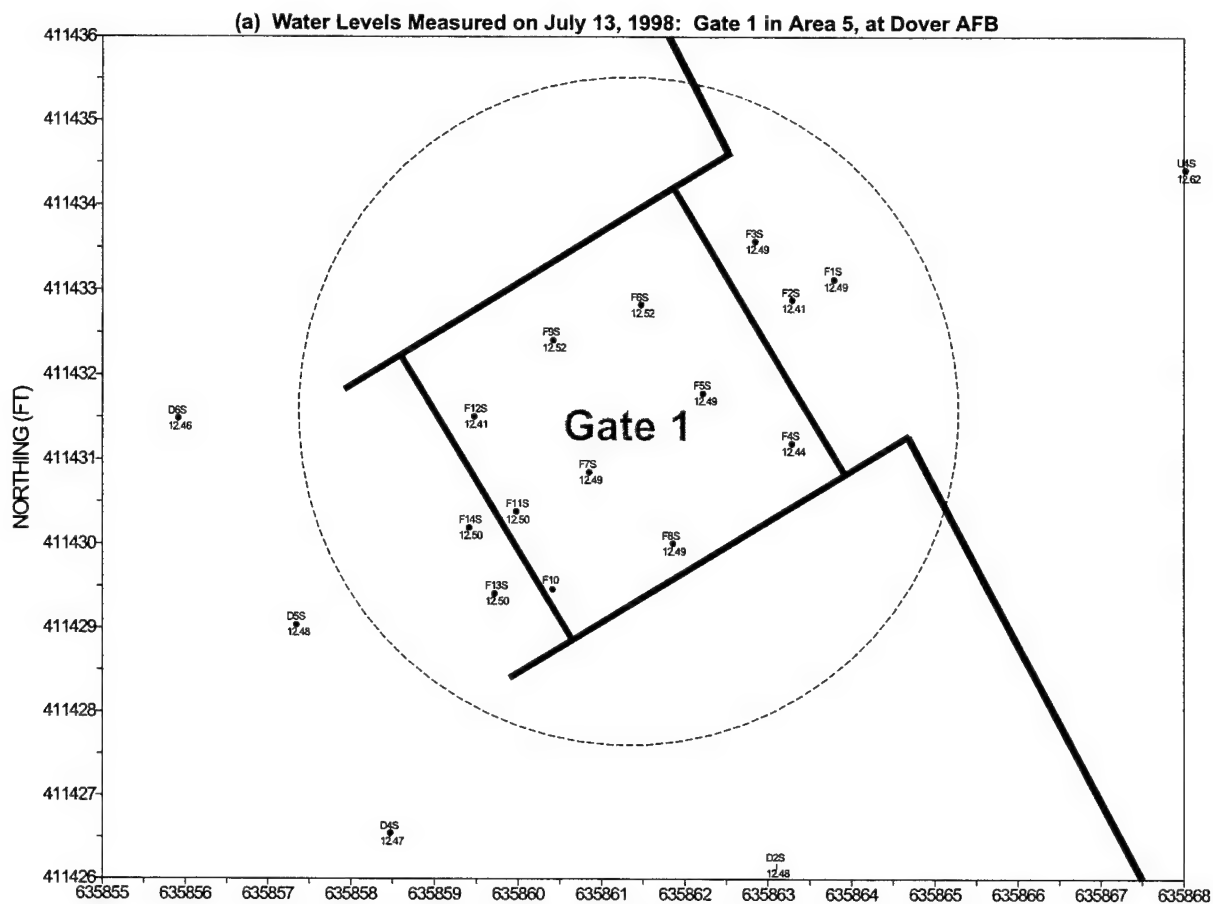 (a) Water Levels Measured on July 13, 1998: Gate 1 in Area 5, at Dover AFB
411436
411435
411434
411433
411432
411431
411430
411429
411428
411427
411426
NORTHING (FT)
U4S
12.62
F3S
12.49
F1S
12.49
F2S
12.41
F6S
12.52
F9S
12.52
F5S
12.49
D6S
12.46
F12S
12.41
Gate 1
F4S
12.44
F7S
12.49
F11S
12.50
F14S
12.50
F8S
12.49
F13S
12.50
F10
D5S
12.48
D4S
12.47
D2S
12.48
635855 635856 635857 635858 635859 635860 635861 635862 635863 635864 635865 635866 635867 635868